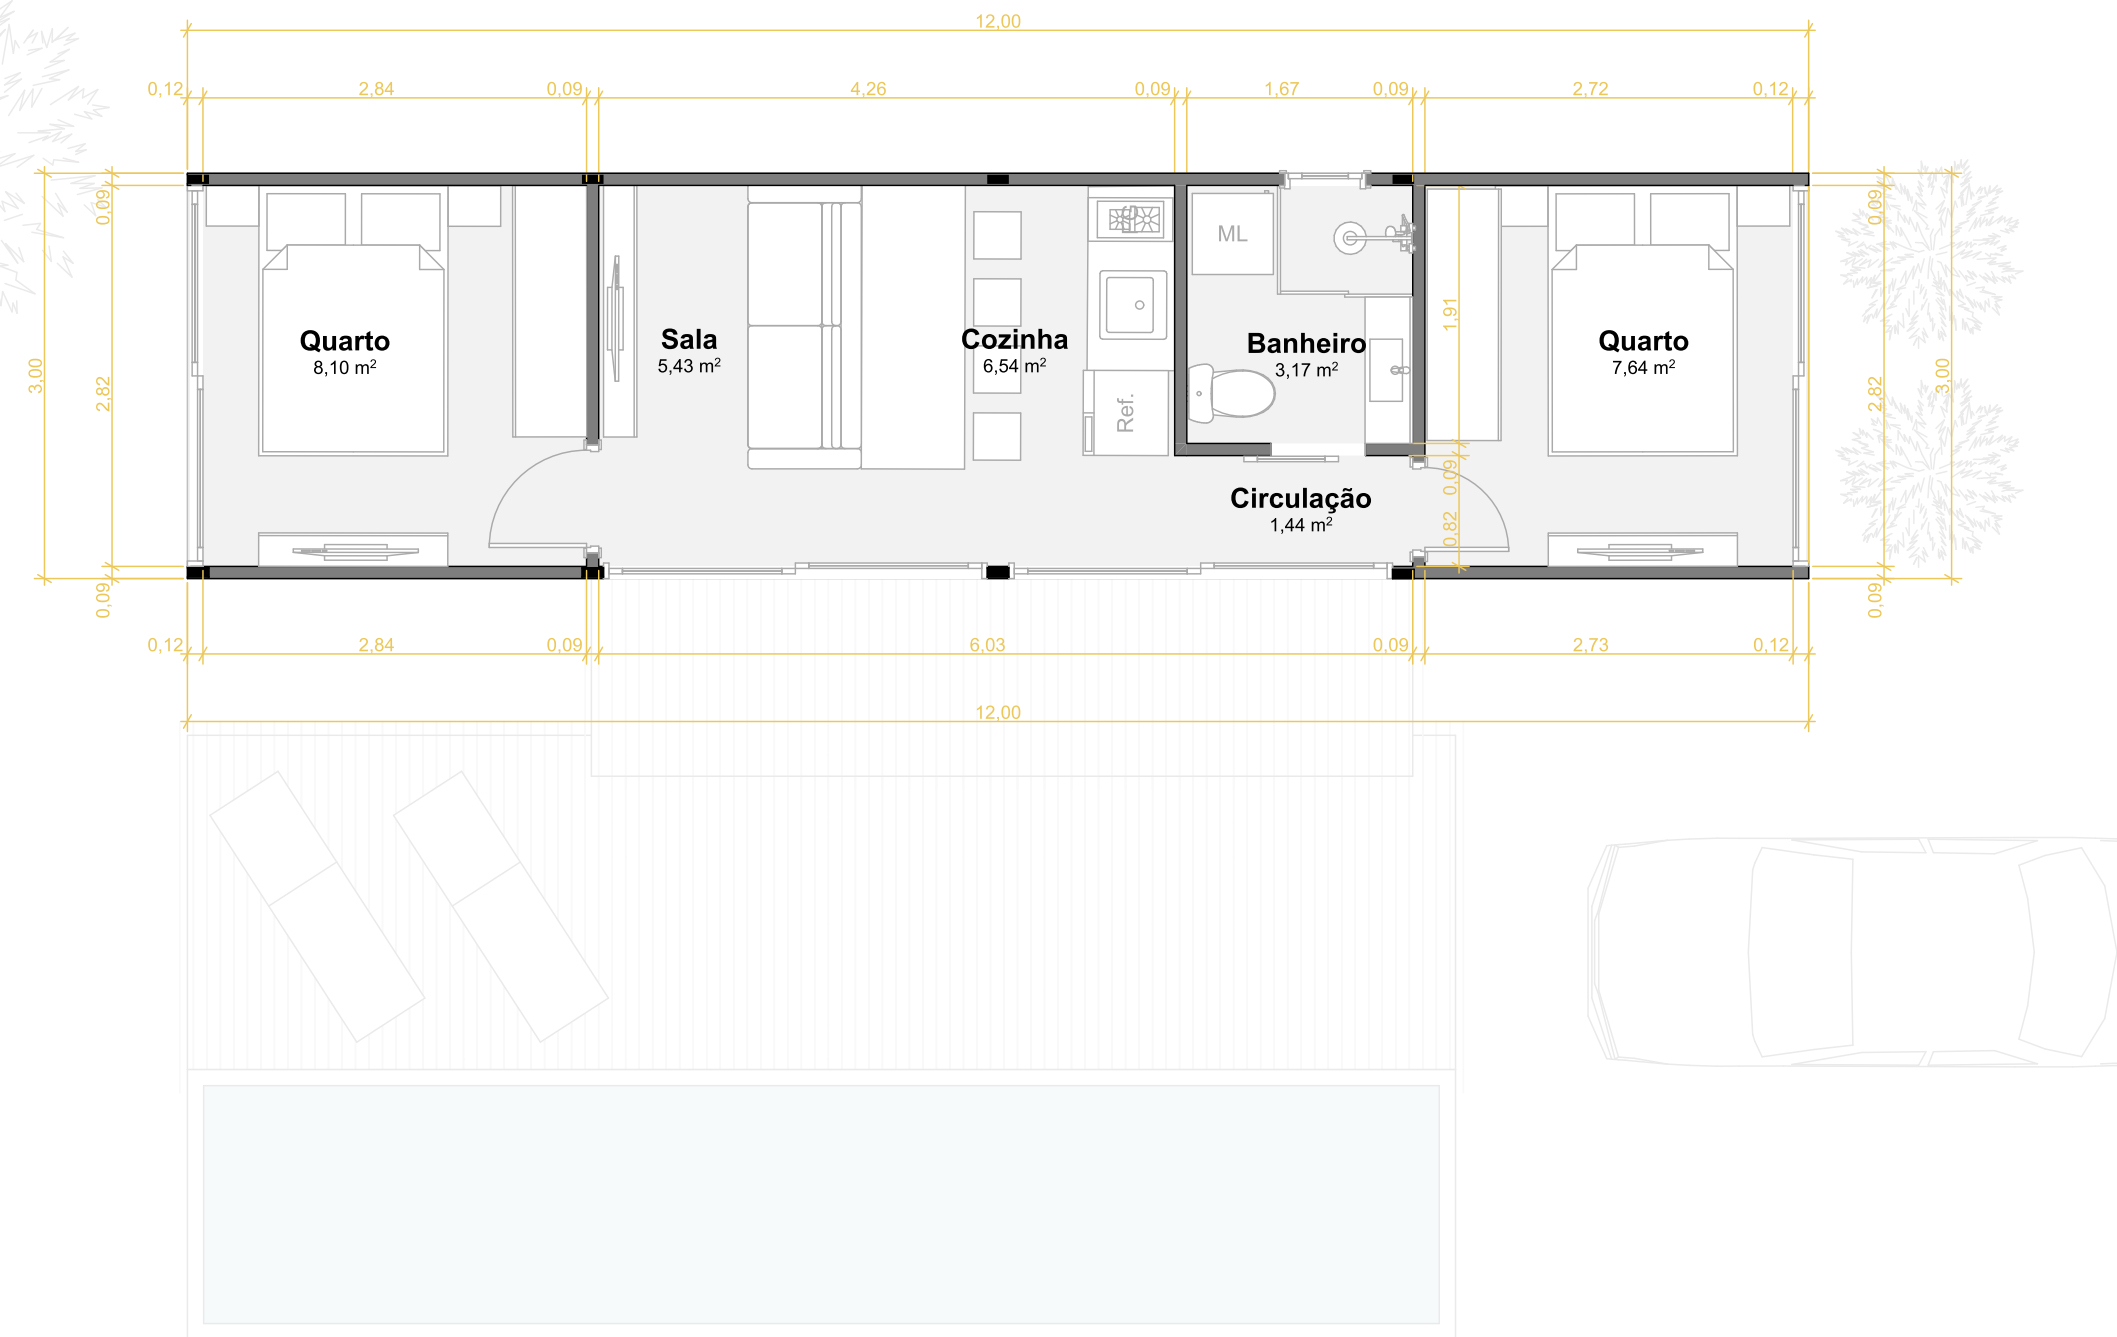 12,00
0,12 2,84 0,09 4,26 0,09 1,67 0,09 2,72 0,12
0,09 0,09
ML
1,91
Quarto
8,10 m²
Sala
5,43 m²
Cozinha
6,54 m²
Banheiro
3,17 m²
Quarto
7,64 m²
3,00 2,82 2,82 3,00
Ref.
0,09
Circulação
1,44 m²
0,82
0,09 0,09
0,12 2,84 0,09 6,03 0,09 2,73 0,12
12,00